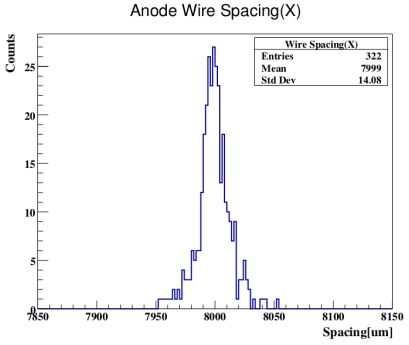 Anode Wire Spacing(X)
Counts
Wire Spacing(X)
Entries 322
Mean 7999
Std Dev 14.08
25
20
15
10
5
0
7850 7900 7950 8000 8050 8100 8150
Spacing[um]